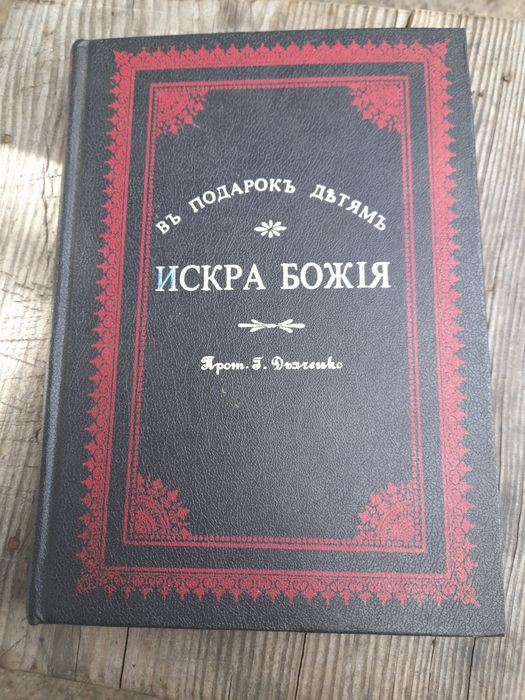 ВЪ ПОДАРОКЪ ДѢТЯМЪ
ИСКРА БОЖІЯ
Прот. Г. Дьяченко